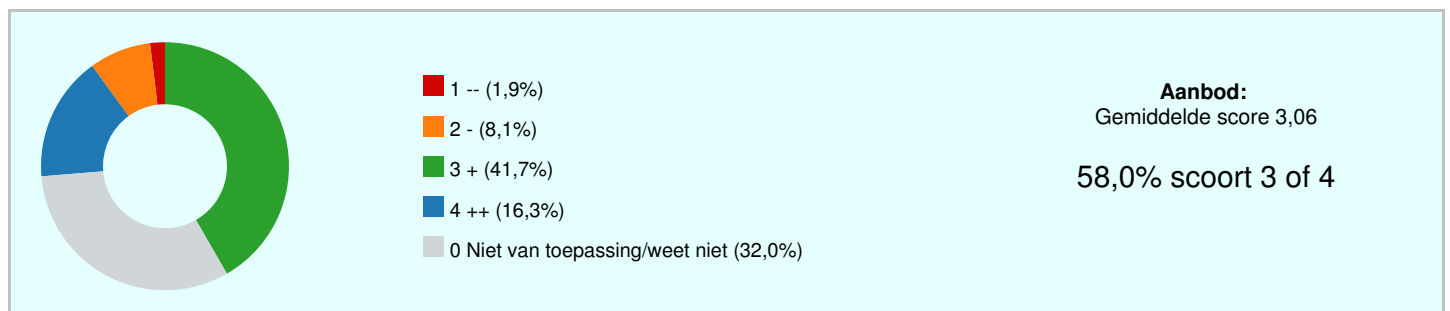 1 -- (1,9%)
2 - (8,1%)
3 + (41,7%)
4 ++ (16,3%)
0 Niet van toepassing/weet niet (32,0%)
Aanbod:
Gemiddelde score 3,06
58,0% scoort 3 of 4